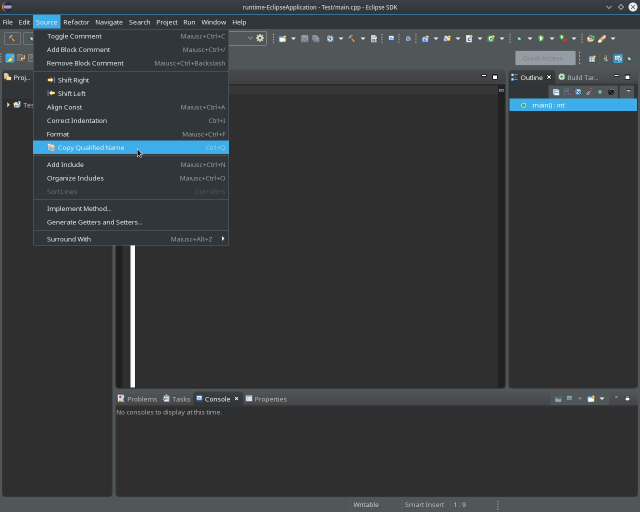 runtime-EclipseApplication - Test/main.cpp - Eclipse SDK
File Edit Source Refactor Navigate Search Project Run Window Help
Toggle Comment Maiusc+Ctrl+C
Add Block Comment Maiusc+Ctrl+/
Remove Block Comment Maiusc+Ctrl+Backslash
Shift Right
Shift Left
Align Const Maiusc+Ctrl+A
Correct Indentation Ctrl+I
Format Maiusc+Ctrl+F
Copy Qualified Name Ctrl+Q
Add Include Maiusc+Ctrl+N
Organize Includes Maiusc+Ctrl+O
Sort Lines Ctrl+Alt+S
Implement Method...
Generate Getters and Setters...
Surround With Maiusc+Alt+Z
Quick Access
Proj...
Tes
Outline Build Tar...
main() : int
Problems Tasks Console Properties
No consoles to display at this time.
Writable Smart Insert 1 : 9